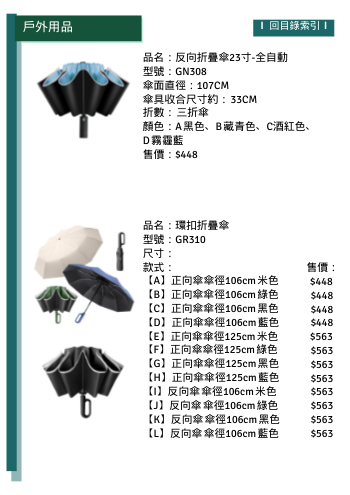 戶外用品
I 回目錄索引 I
品名：反向折疊傘23寸-全自動
型號：GN308
傘面直徑：107CM
傘具收合尺寸約：33CM
折數：三折傘
顏色：A黑色、B藏青色、C酒紅色、
D霧霾藍
售價：$448
品名：環扣折疊傘
型號：GR310
尺寸：
款式： 售價：
【A】正向傘傘徑106cm米色 $448
【B】正向傘傘徑106cm綠色 $448
【C】正向傘傘徑106cm黑色 $448
【D】正向傘傘徑106cm藍色 $448
【E】正向傘傘徑125cm米色 $563
【F】正向傘傘徑125cm綠色 $563
【G】正向傘傘徑125cm黑色 $563
【H】正向傘傘徑125cm藍色 $563
【I】反向傘傘徑106cm米色 $563
【J】反向傘傘徑106cm綠色 $563
【K】反向傘傘徑106cm黑色 $563
【L】反向傘傘徑106cm藍色 $563